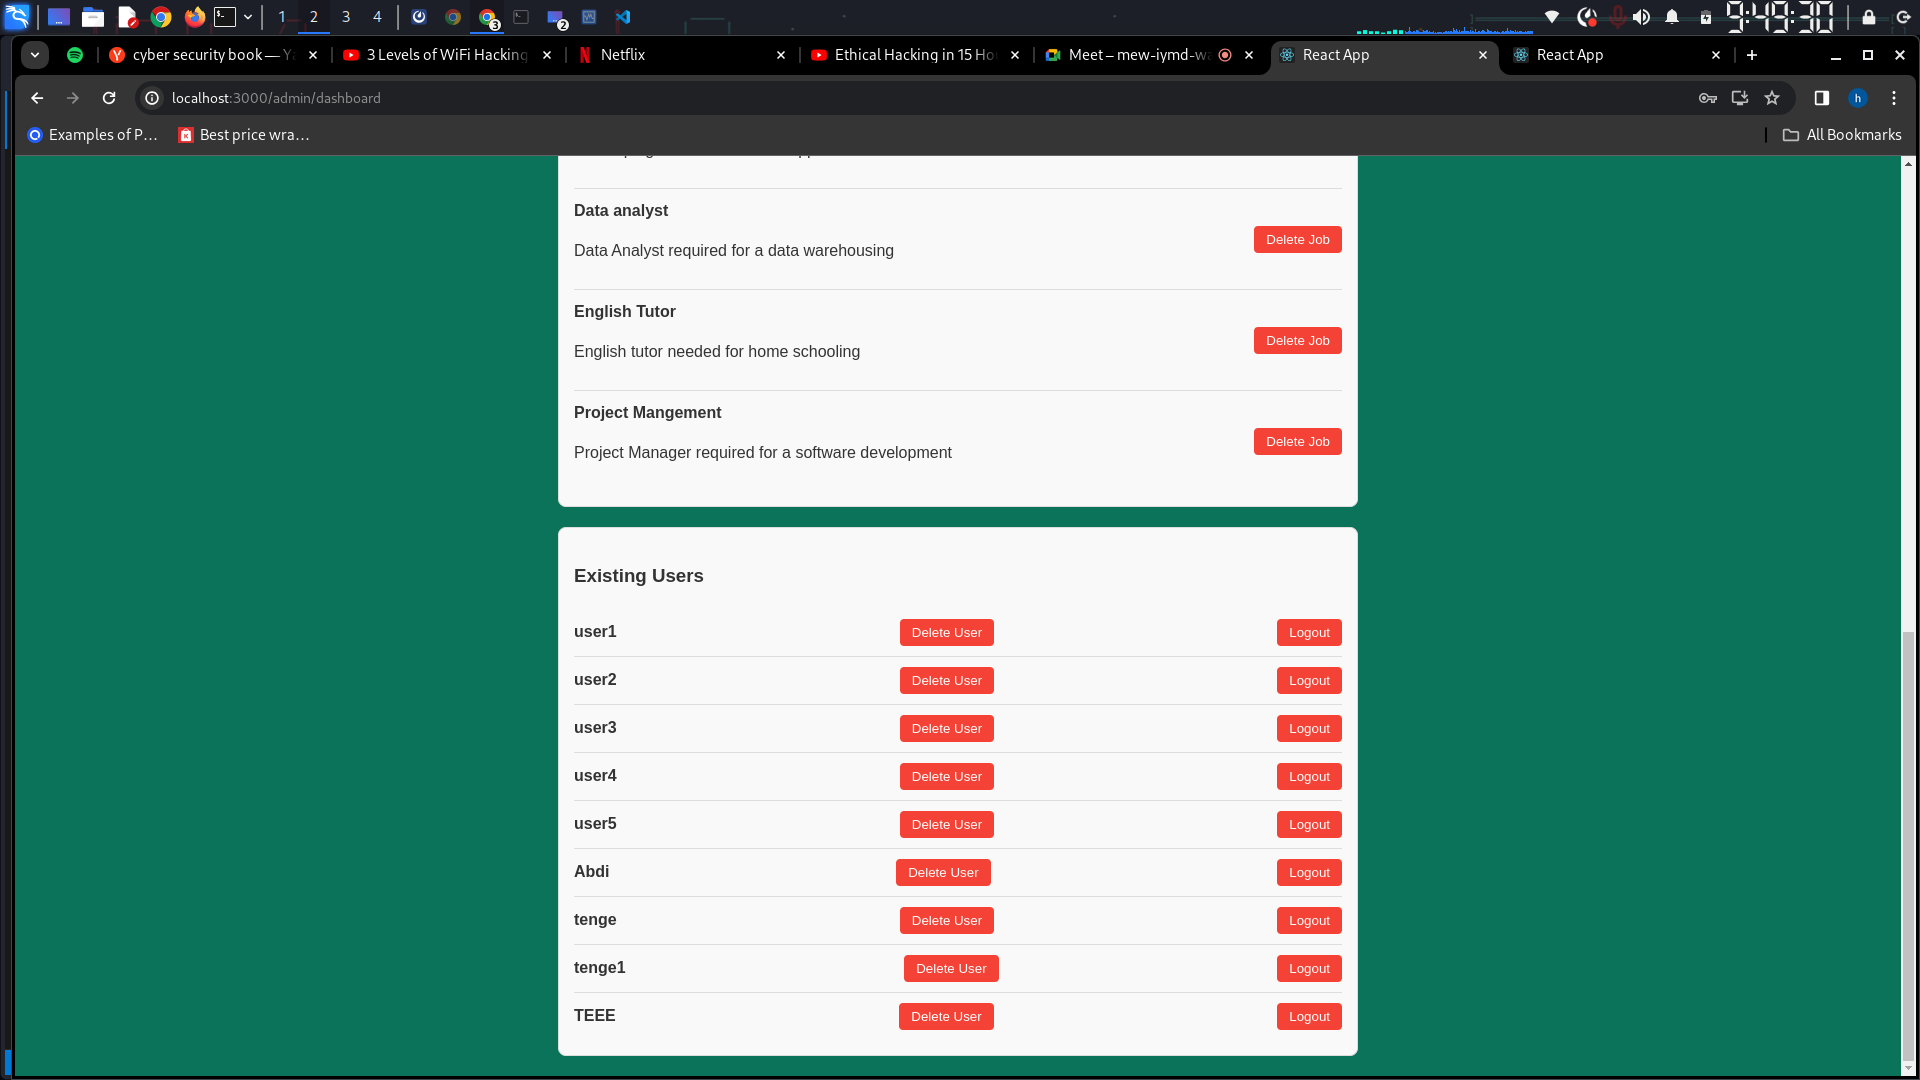 1 2 3 4
3
2
1
9:49:30
cyber security book — Ya
3 Levels of WiFi Hacking
Netflix
Ethical Hacking in 15 Ho
Meet – mew-iymd-wa
React App
React App
localhost:3000/admin/dashboard
h
Examples of P...
Best price wra...
All Bookmarks
Data analyst
Data Analyst required for a data warehousing
Delete Job
English Tutor
English tutor needed for home schooling
Delete Job
Project Mangement
Project Manager required for a software development
Delete Job
Existing Users
user1 Delete User Logout
user2 Delete User Logout
user3 Delete User Logout
user4 Delete User Logout
user5 Delete User Logout
Abdi Delete User Logout
tenge Delete User Logout
tenge1 Delete User Logout
TEEE Delete User Logout